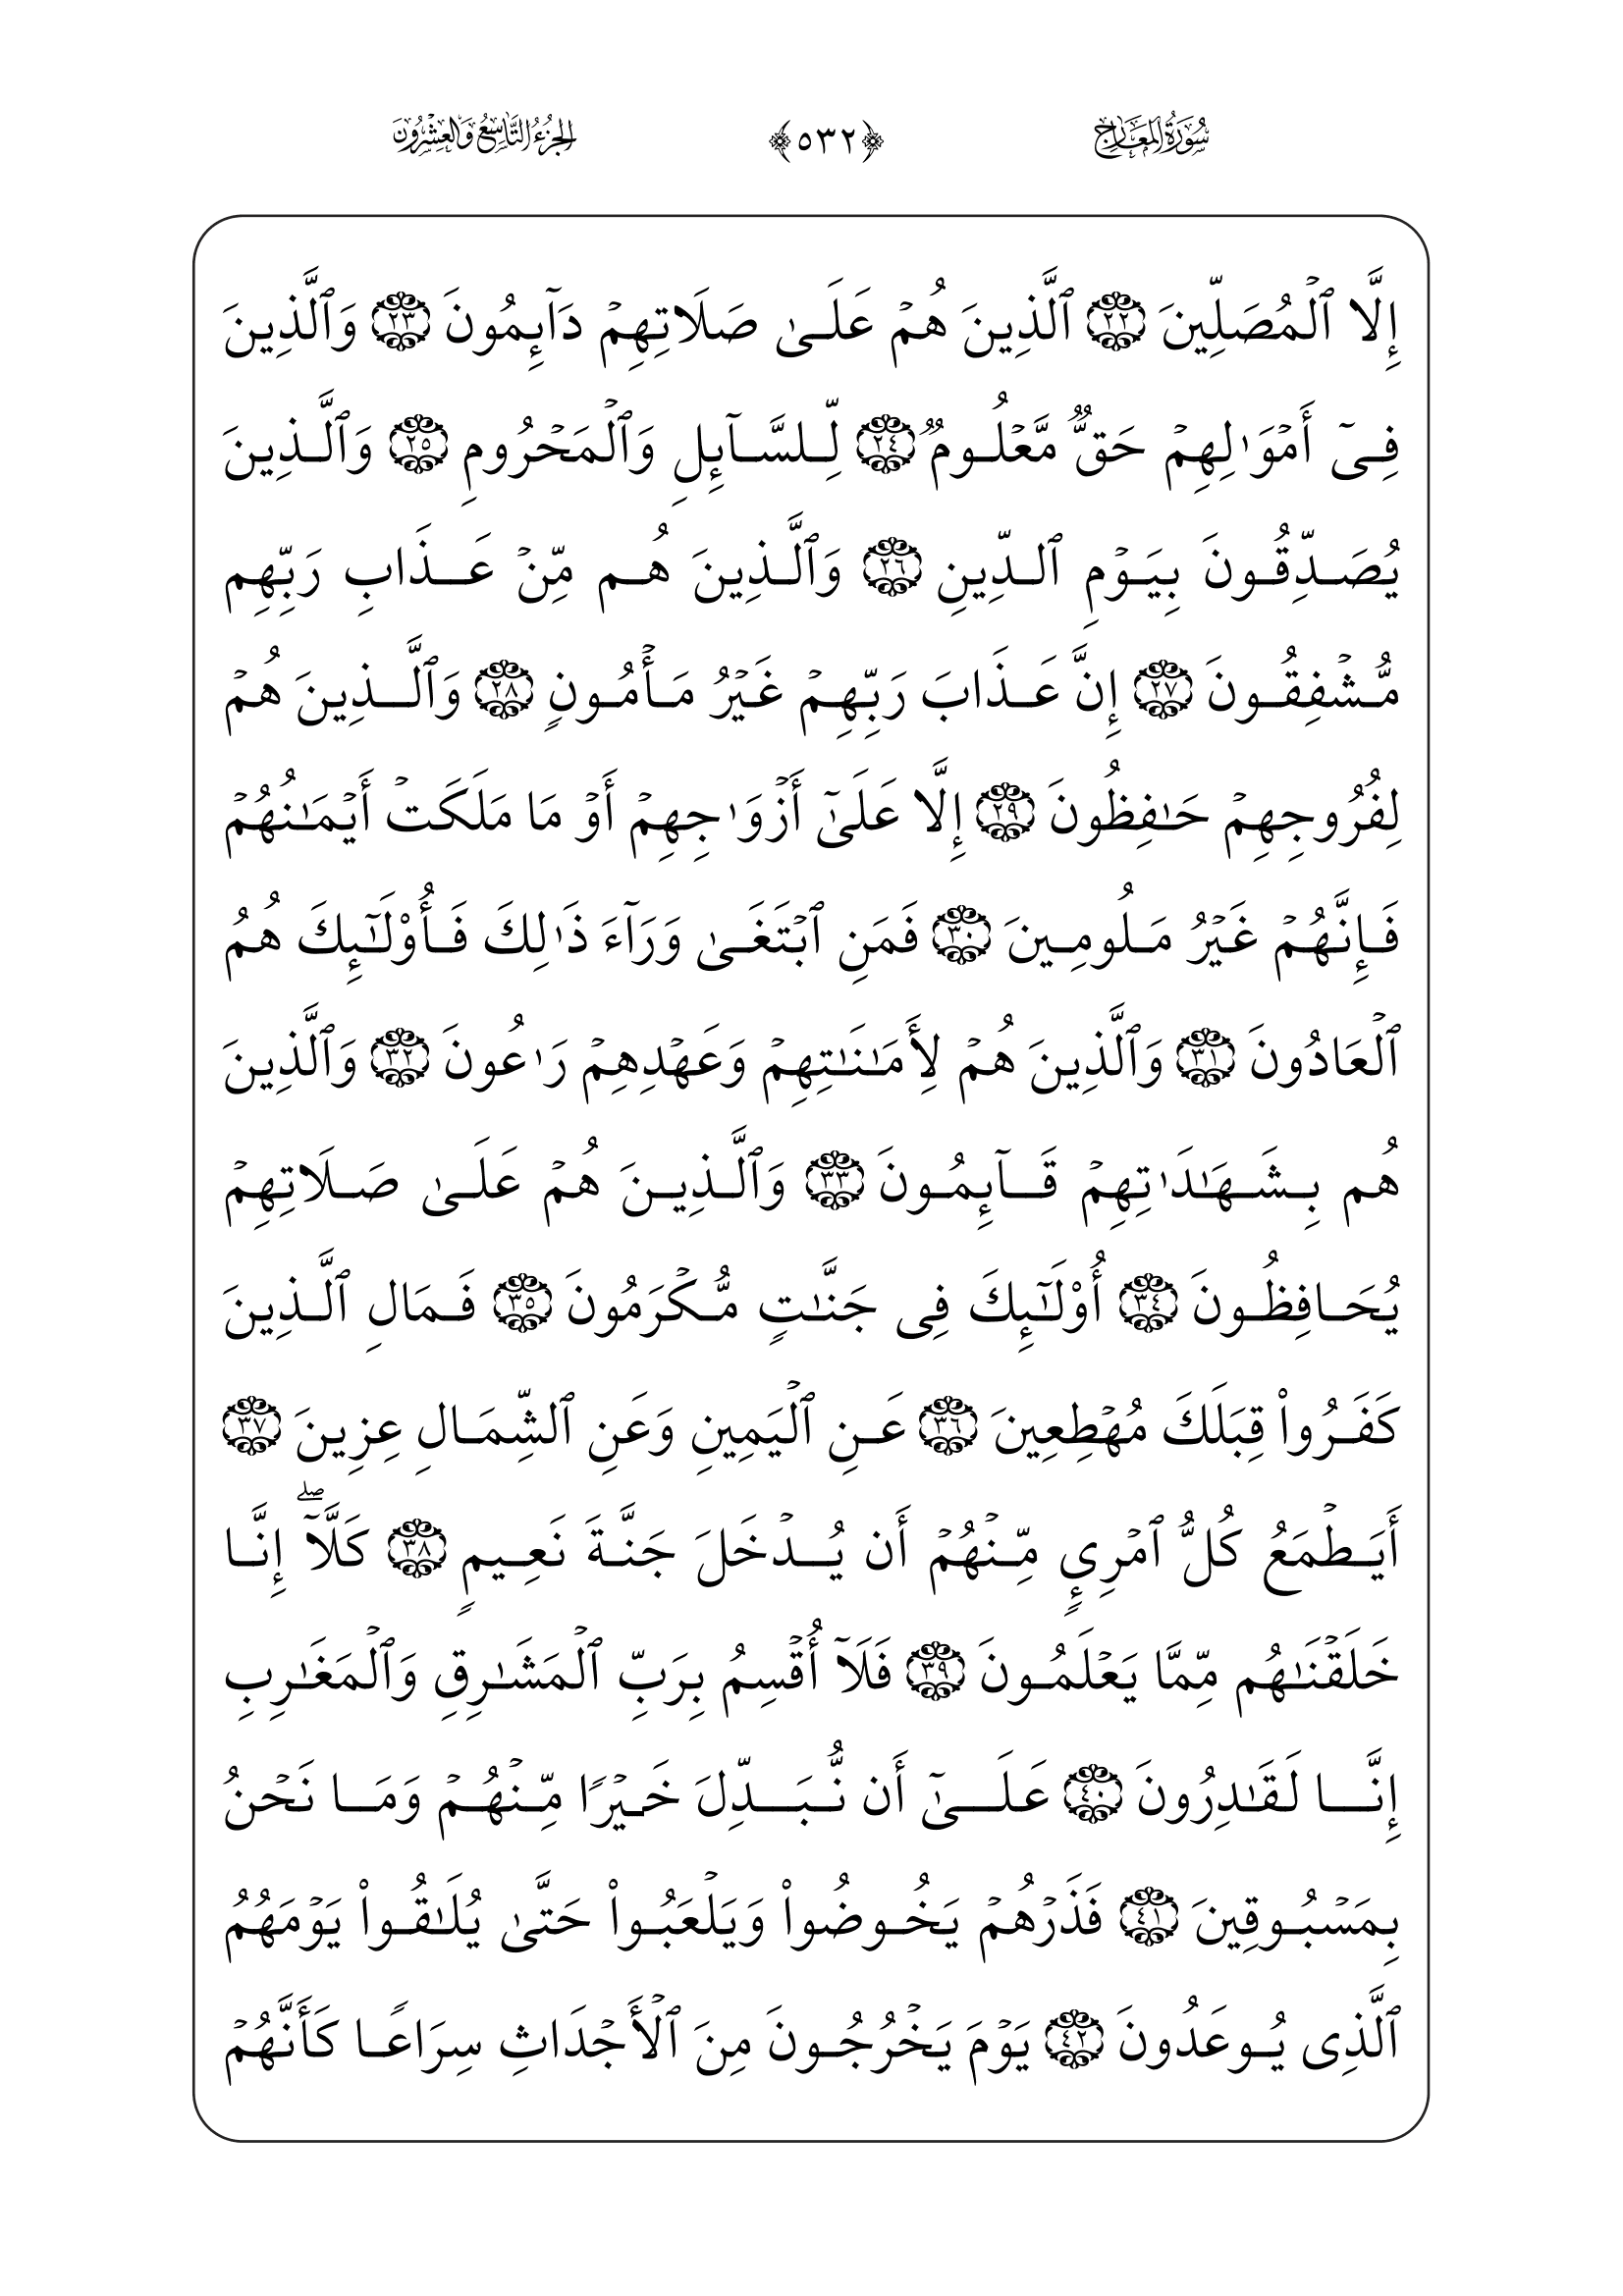 سُورَةُ المَعَارِجِ ﴿٥٣٢﴾ الجُزْءُ التَّاسِعُ وَالعِشْرُونَ
إِلَّا ٱلْمُصَلِّينَ ٢٢ ٱلَّذِينَ هُمْ عَلَىٰ صَلَاتِهِمْ دَآئِمُونَ ٢٣ وَٱلَّذِينَ
فِىٓ أَمْوَٰلِهِمْ حَقٌّ مَّعْلُومٌ ٢٤ لِّلسَّآئِلِ وَٱلْمَحْرُومِ ٢٥ وَٱلَّذِينَ
يُصَدِّقُونَ بِيَوْمِ ٱلدِّينِ ٢٦ وَٱلَّذِينَ هُم مِّنْ عَذَابِ رَبِّهِم
مُّشْفِقُونَ ٢٧ إِنَّ عَذَابَ رَبِّهِمْ غَيْرُ مَأْمُونٍ ٢٨ وَٱلَّذِينَ هُمْ
لِفُرُوجِهِمْ حَـٰفِظُونَ ٢٩ إِلَّا عَلَىٰٓ أَزْوَٰجِهِمْ أَوْ مَا مَلَكَتْ أَيْمَـٰنُهُمْ
فَإِنَّهُمْ غَيْرُ مَلُومِينَ ٣٠ فَمَنِ ٱبْتَغَىٰ وَرَآءَ ذَٰلِكَ فَأُو۟لَـٰٓئِكَ هُمُ
ٱلْعَادُونَ ٣١ وَٱلَّذِينَ هُمْ لِأَمَـٰنَـٰتِهِمْ وَعَهْدِهِمْ رَٰعُونَ ٣٢ وَٱلَّذِينَ
هُم بِشَهَـٰدَٰتِهِمْ قَآئِمُونَ ٣٣ وَٱلَّذِينَ هُمْ عَلَىٰ صَلَاتِهِمْ
يُحَافِظُونَ ٣٤ أُو۟لَـٰٓئِكَ فِى جَنَّـٰتٍ مُّكْرَمُونَ ٣٥ فَمَالِ ٱلَّذِينَ
كَفَرُوا۟ قِبَلَكَ مُهْطِعِينَ ٣٦ عَنِ ٱلْيَمِينِ وَعَنِ ٱلشِّمَالِ عِزِينَ ٣٧
أَيَطْمَعُ كُلُّ ٱمْرِئٍ مِّنْهُمْ أَن يُدْخَلَ جَنَّةَ نَعِيمٍ ٣٨ كَلَّآ ۖ إِنَّا
خَلَقْنَـٰهُم مِّمَّا يَعْلَمُونَ ٣٩ فَلَآ أُقْسِمُ بِرَبِّ ٱلْمَشَـٰرِقِ وَٱلْمَغَـٰرِبِ
إِنَّا لَقَـٰدِرُونَ ٤٠ عَلَىٰٓ أَن نُّبَدِّلَ خَيْرًا مِّنْهُمْ وَمَا نَحْنُ
بِمَسْبُوقِينَ ٤١ فَذَرْهُمْ يَخُوضُوا۟ وَيَلْعَبُوا۟ حَتَّىٰ يُلَـٰقُوا۟ يَوْمَهُمُ
ٱلَّذِى يُوعَدُونَ ٤٢ يَوْمَ يَخْرُجُونَ مِنَ ٱلْأَجْدَاثِ سِرَاعًا كَأَنَّهُمْ